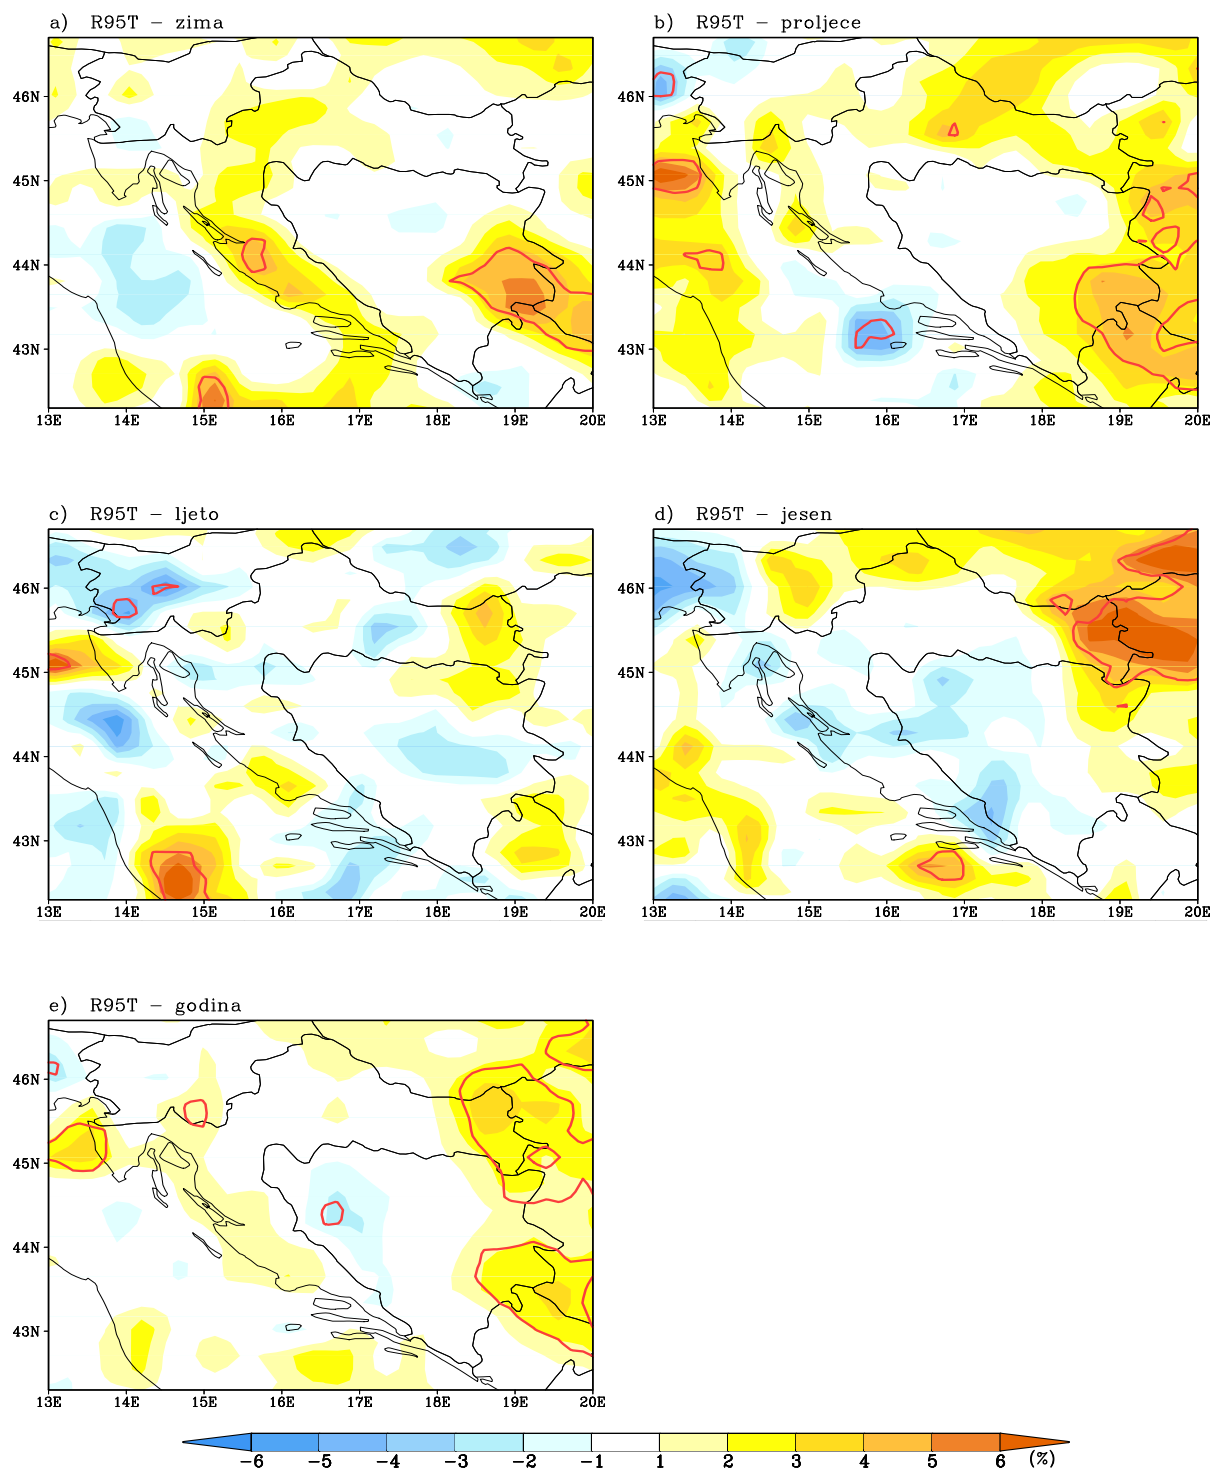 a) R95T – zima
b) R95T – proljece
46N
45N
44N
43N
13E 14E 15E 16E 17E 18E 19E 20E
46N
45N
44N
43N
13E 14E 15E 16E 17E 18E 19E 20E
c) R95T – ljeto
d) R95T – jesen
46N
45N
44N
43N
13E 14E 15E 16E 17E 18E 19E 20E
46N
45N
44N
43N
13E 14E 15E 16E 17E 18E 19E 20E
e) R95T – godina
46N
45N
44N
43N
13E 14E 15E 16E 17E 18E 19E 20E
-6 -5 -4 -3 -2 -1 1 2 3 4 5 6 (%)